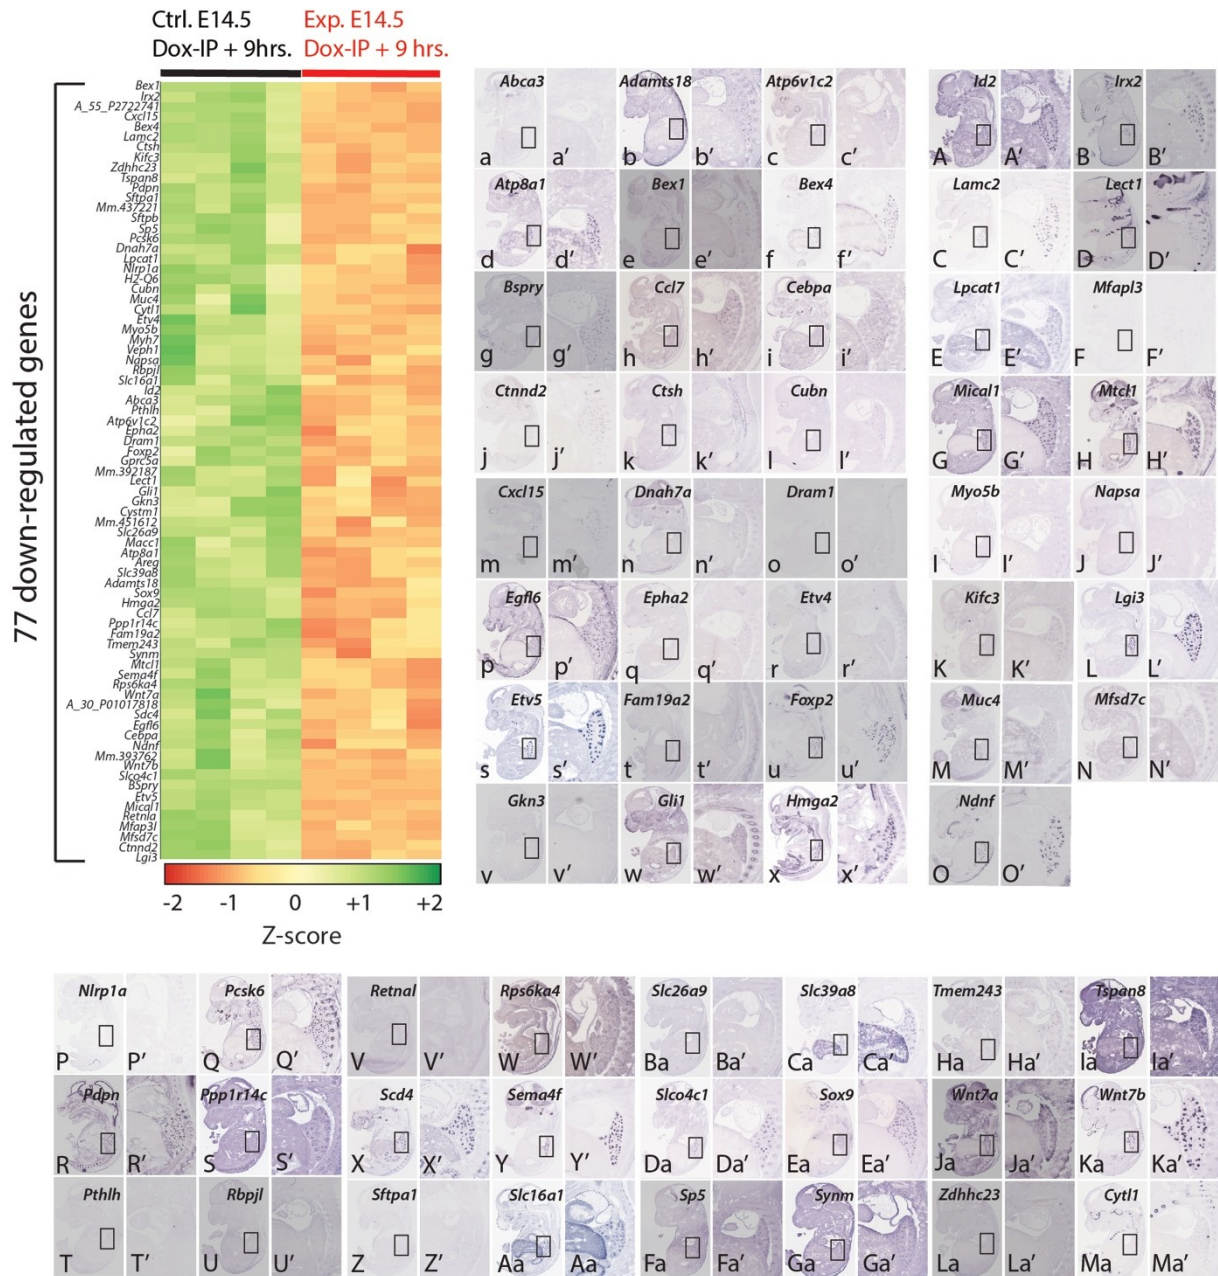 Ctrl. E14.5
Dox-IP + 9hrs.
Exp. E14.5
Dox-IP + 9 hrs.
77 down-regulated genes
Bex1
Irx2
A_55_P2722741
Cxcl15
Bex4
Lamc2
Ctsh
Kifc3
Zdhhc23
Tspan8
Pdpn
Sftpa1
Mm.437221
Sftpb
Sp5
Pcsk6
Dnah7a
Lpcat1
Nlrp1a
H2-Q6
Cubn
Muc4
Cytl1
Etv4
Myo5b
Myh7
Veph1
Napsa
Rbpjl
Slc16a1
Id2
Abca3
Pthlh
Atp6v1c2
Epha2
Dram1
Foxp2
Gprc5a
Mm.392187
Lect1
Gli1
Gkn3
Cystm1
Mm.451612
Slc26a9
Macc1
Atp8a1
Areg
Slc39a8
Adamts18
Sox9
Hmga2
Ccl7
Ppp1r14c
Fam19a2
Tmem243
Synm
Mtcl1
Sema4f
Rps6ka4
Wnt7a
A_30_P01017818
Sdc4
Egfl6
Cebpa
Ndnf
Mm.393762
Wnt7b
Slco4c1
BSpry
Etv5
Mical1
Retnla
Mfap3l
Mfsd7c
Ctnnd2
Lgi3
-2 -1 0 +1 +2
Z-score
Abca3 Adamts18 Atp6v1c2
a a' b b' c c'
Atp8a1 Bex1 Bex4
d d' e e' f f'
Bspry Ccl7 Cebpa
g g' h h' i i'
Ctnnd2 Ctsh Cubn
j j' k k' l l'
Cxcl15 Dnah7a Dram1
m m' n n' o o'
Egfl6 Epha2 Etv4
p p' q q' r r'
Etv5 Fam19a2 Foxp2
s s' t t' u u'
Gkn3 Gli1 Hmga2
v v' w w' x x'
Id2 Irx2
A A' B B'
Lamc2 Lect1
C C' D D'
Lpcat1 Mfapl3
E E' F F'
Mical1 Mtcl1
G G' H H'
Myo5b Napsa
I I' J J'
Kifc3 Lgi3
K K' L L'
Muc4 Mfsd7c
M M' N N'
Ndnf
O O'
Nlrp1a Pcsk6 Retnal Rps6ka4 Slc26a9 Slc39a8 Tmem243 Tspan8
P P' Q Q' V V' W W' Ba Ba' Ca Ca' Ha Ha' Ia Ia'
Pdpn Ppp1r14c Scd4 Sema4f Slco4c1 Sox9 Wnt7a Wnt7b
R R' S S' X X' Y Y' Da Da' Ea Ea' Ja Ja' Ka Ka'
Pthlh Rbpjl Sftpa1 Slc16a1 Sp5 Synm Zdhhc23 Cytl1
T T' U U' Z Z' Aa Aa' Fa Fa' Ga Ga' La La' Ma Ma'